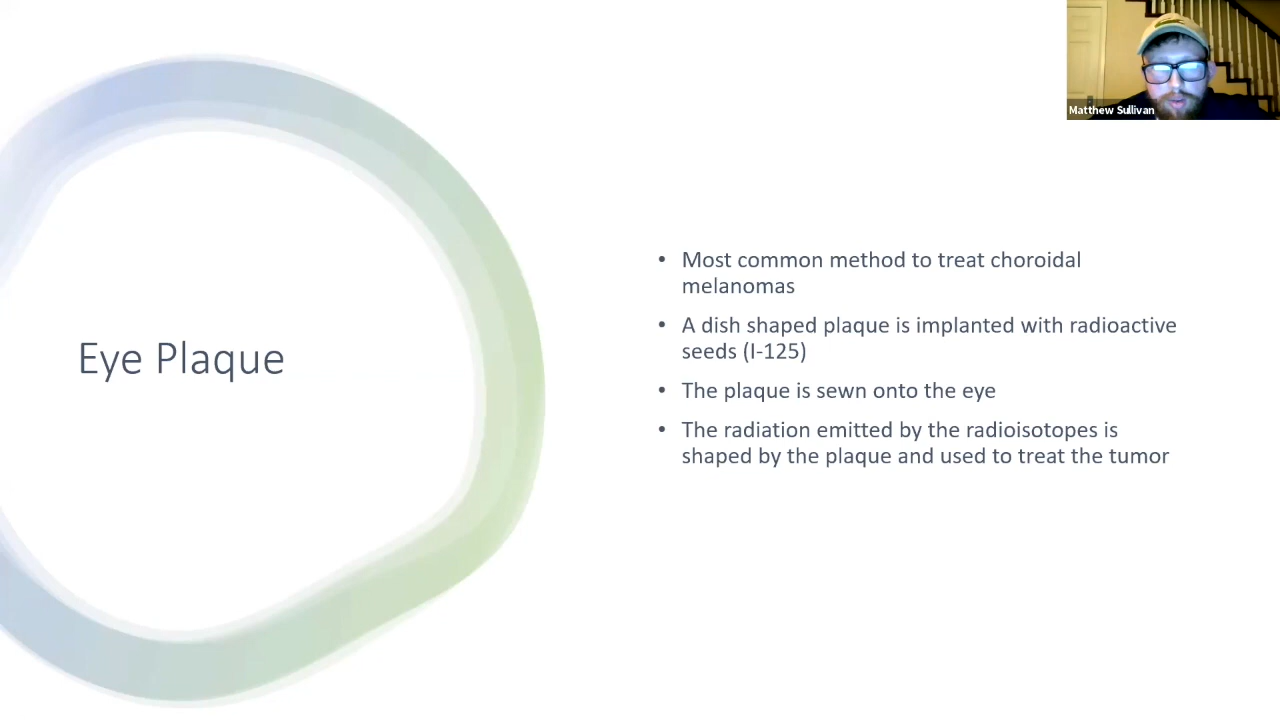 Matthew Sullivan
Eye Plaque
• Most common method to treat choroidal
melanomas
• A dish shaped plaque is implanted with radioactive
seeds (I-125)
• The plaque is sewn onto the eye
• The radiation emitted by the radioisotopes is
shaped by the plaque and used to treat the tumor